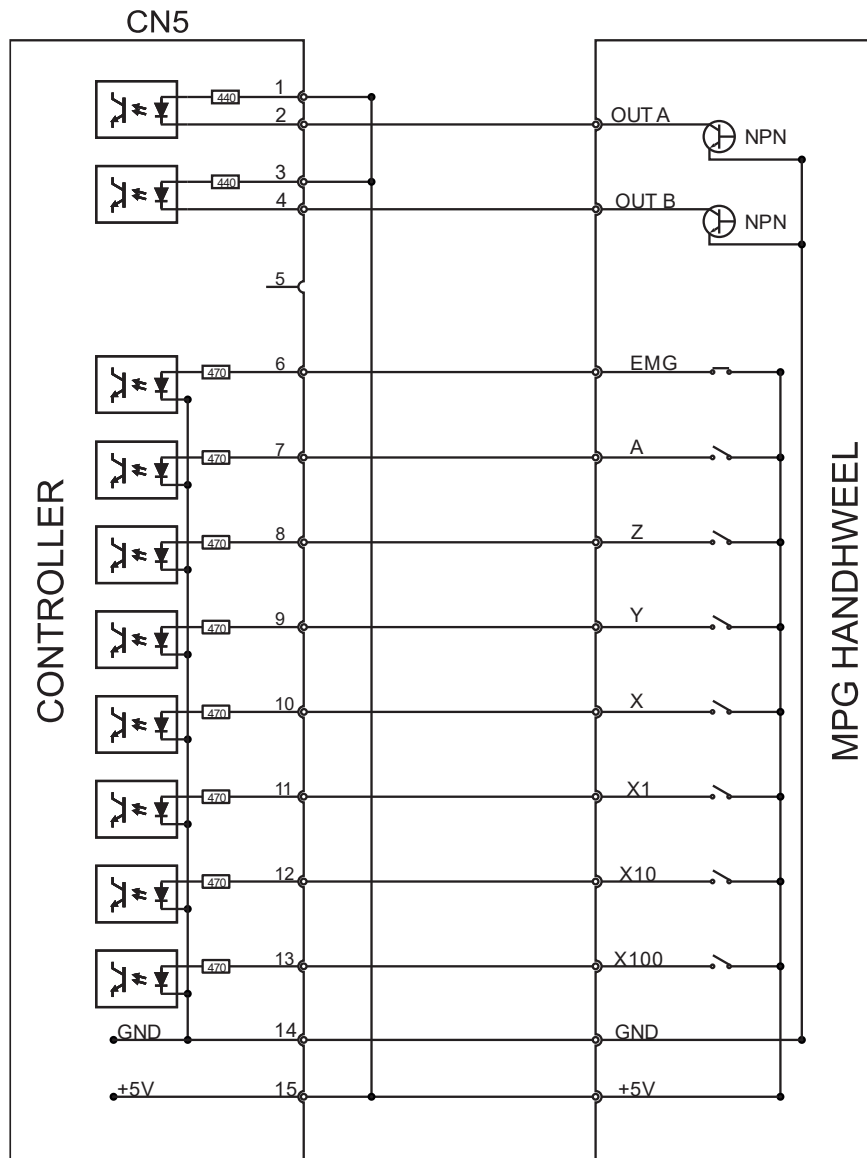 CN5
440 1
2 OUT A NPN
440 3
4 OUT B NPN
5
470 6 EMG
470 7 A
470 8 Z
470 9 Y
470 10 X
470 11 X1
470 12 X10
470 13 X100
GND 14 GND
+5V 15 +5V
CONTROLLER
MPG HANDHWEEL